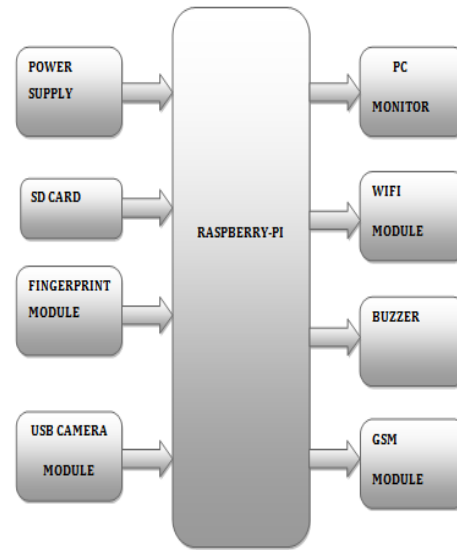 POWER
SUPPLY
SD CARD
FINGERPRINT
MODULE
USB CAMERA
MODULE
RASPBERRY-PI
PC
MONITOR
WIFI
MODULE
BUZZER
GSM
MODULE